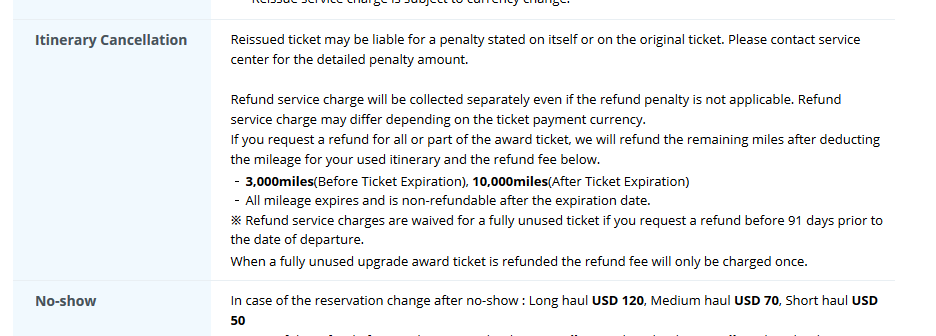 Reissue service charge is subject to currency change.
Itinerary Cancellation
Reissued ticket may be liable for a penalty stated on itself or on the original ticket. Please contact service
center for the detailed penalty amount.
Refund service charge will be collected separately even if the refund penalty is not applicable. Refund
service charge may differ depending on the ticket payment currency.
If you request a refund for all or part of the award ticket, we will refund the remaining miles after deducting
the mileage for your used itinerary and the refund fee below.
- 3,000miles(Before Ticket Expiration), 10,000miles(After Ticket Expiration)
- All mileage expires and is non-refundable after the expiration date.
※ Refund service charges are waived for a fully unused ticket if you request a refund before 91 days prior to
the date of departure.
When a fully unused upgrade award ticket is refunded the refund fee will only be charged once.
No-show
In case of the reservation change after no-show : Long haul USD 120, Medium haul USD 70, Short haul USD
50